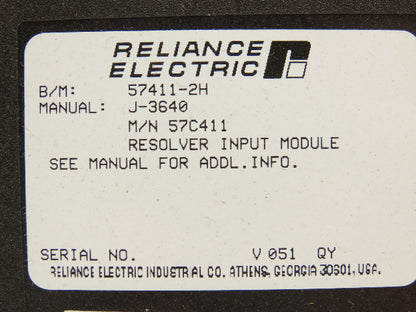 RELIANCE
ELECTRIC
B/M: 57411-2H
MANUAL: J-3640
M/N 57C411
RESOLVER INPUT MODULE
SEE MANUAL FOR ADDL.INFO.
SERIAL NO. V 051 QY
RELIANCE ELECTRIC INDUSTRIAL CO. ATHENS, GEORGIA 30601, USA.